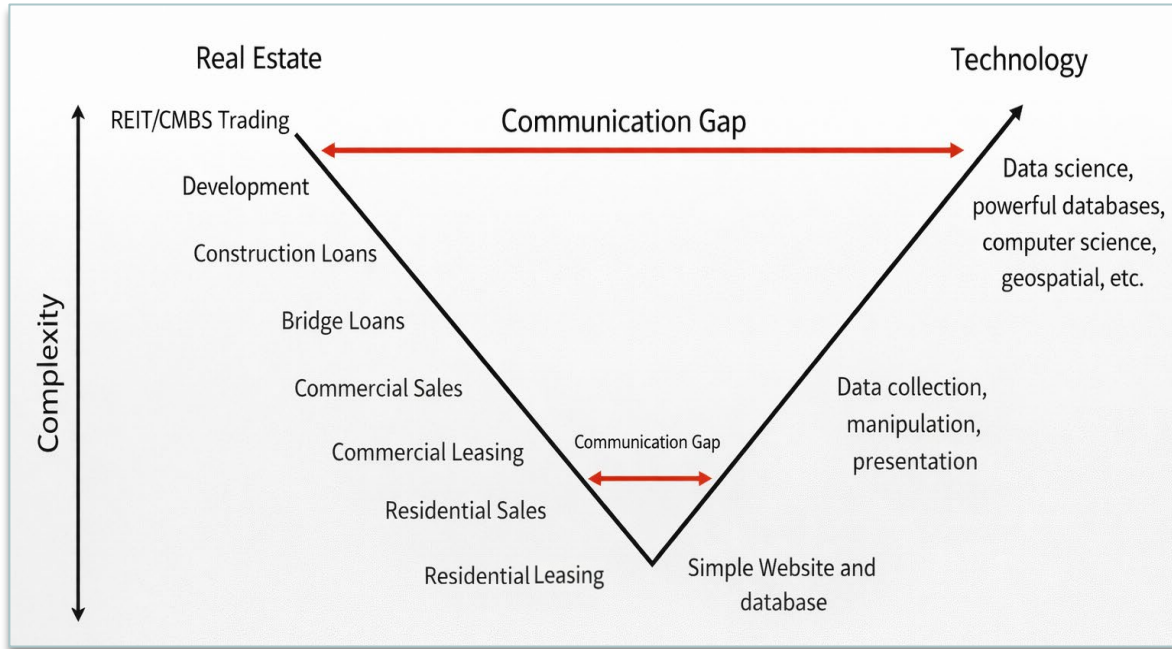 Real Estate
Technology
REIT/CMBS Trading
Communication Gap
Development
Construction Loans
Bridge Loans
Commercial Sales
Commercial Leasing
Residential Sales
Residential Leasing
Complexity
Communication Gap
Data science,
powerful databases,
computer science,
geospatial, etc.
Data collection,
manipulation,
presentation
Simple Website and
database